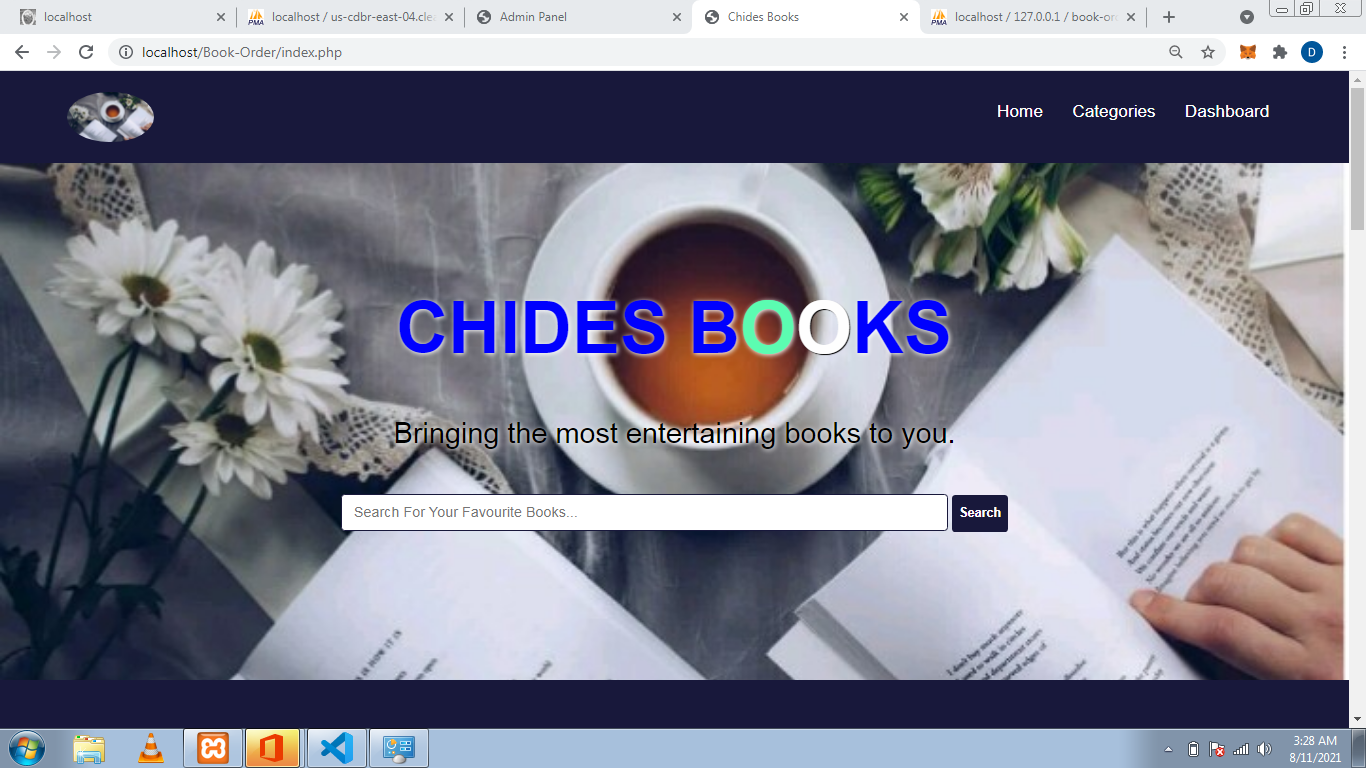 localhost
localhost / us-cdbr-east-04.clea
Admin Panel
Chides Books
localhost / 127.0.0.1 / book-or
localhost/Book-Order/index.php
D
Home
Categories
Dashboard
CHIDES BOOKS
Bringing the most entertaining books to you.
Search For Your Favourite Books...
Search
3:28 AM
8/11/2021